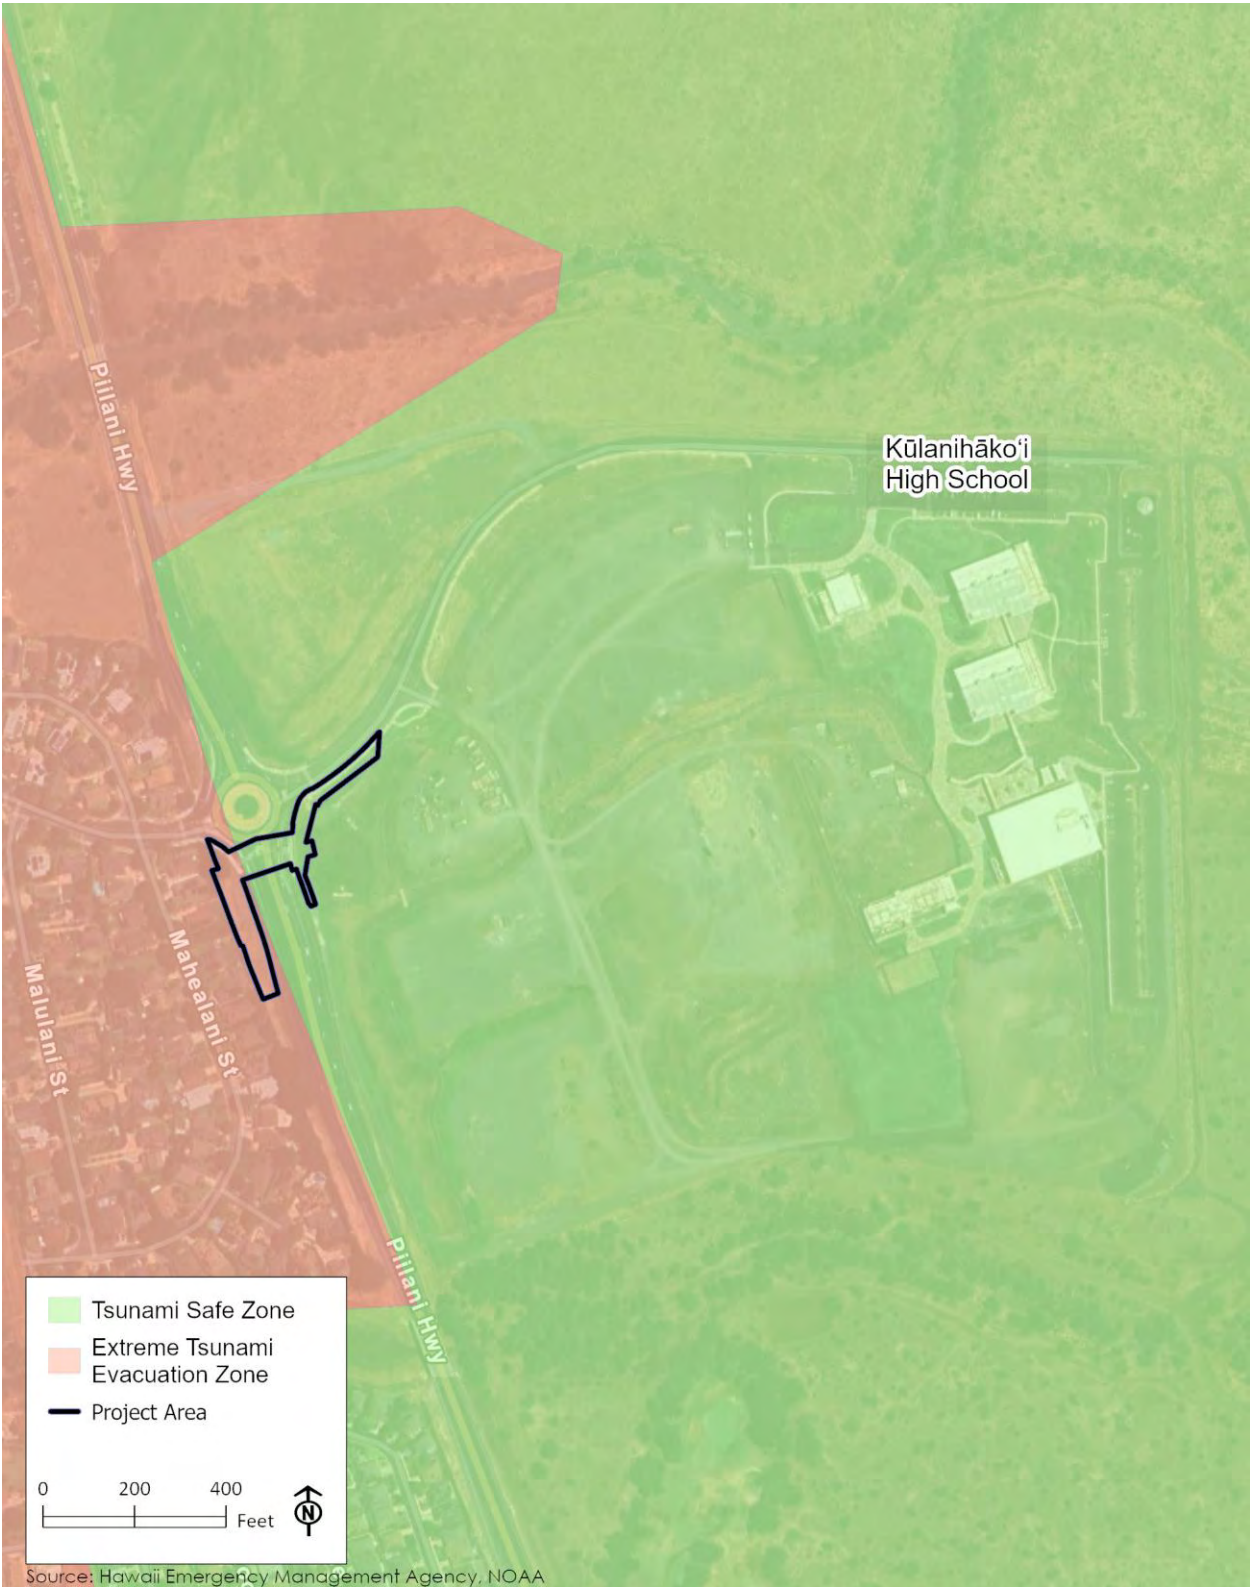 Piilani Hwy
Kūlanihākoʻi
High School
Mahealani St
Malulani St
Piilani Hwy
Tsunami Safe Zone
Extreme Tsunami
Evacuation Zone
Project Area
0 200 400
Feet
N
Source: Hawaii Emergency Management Agency, NOAA